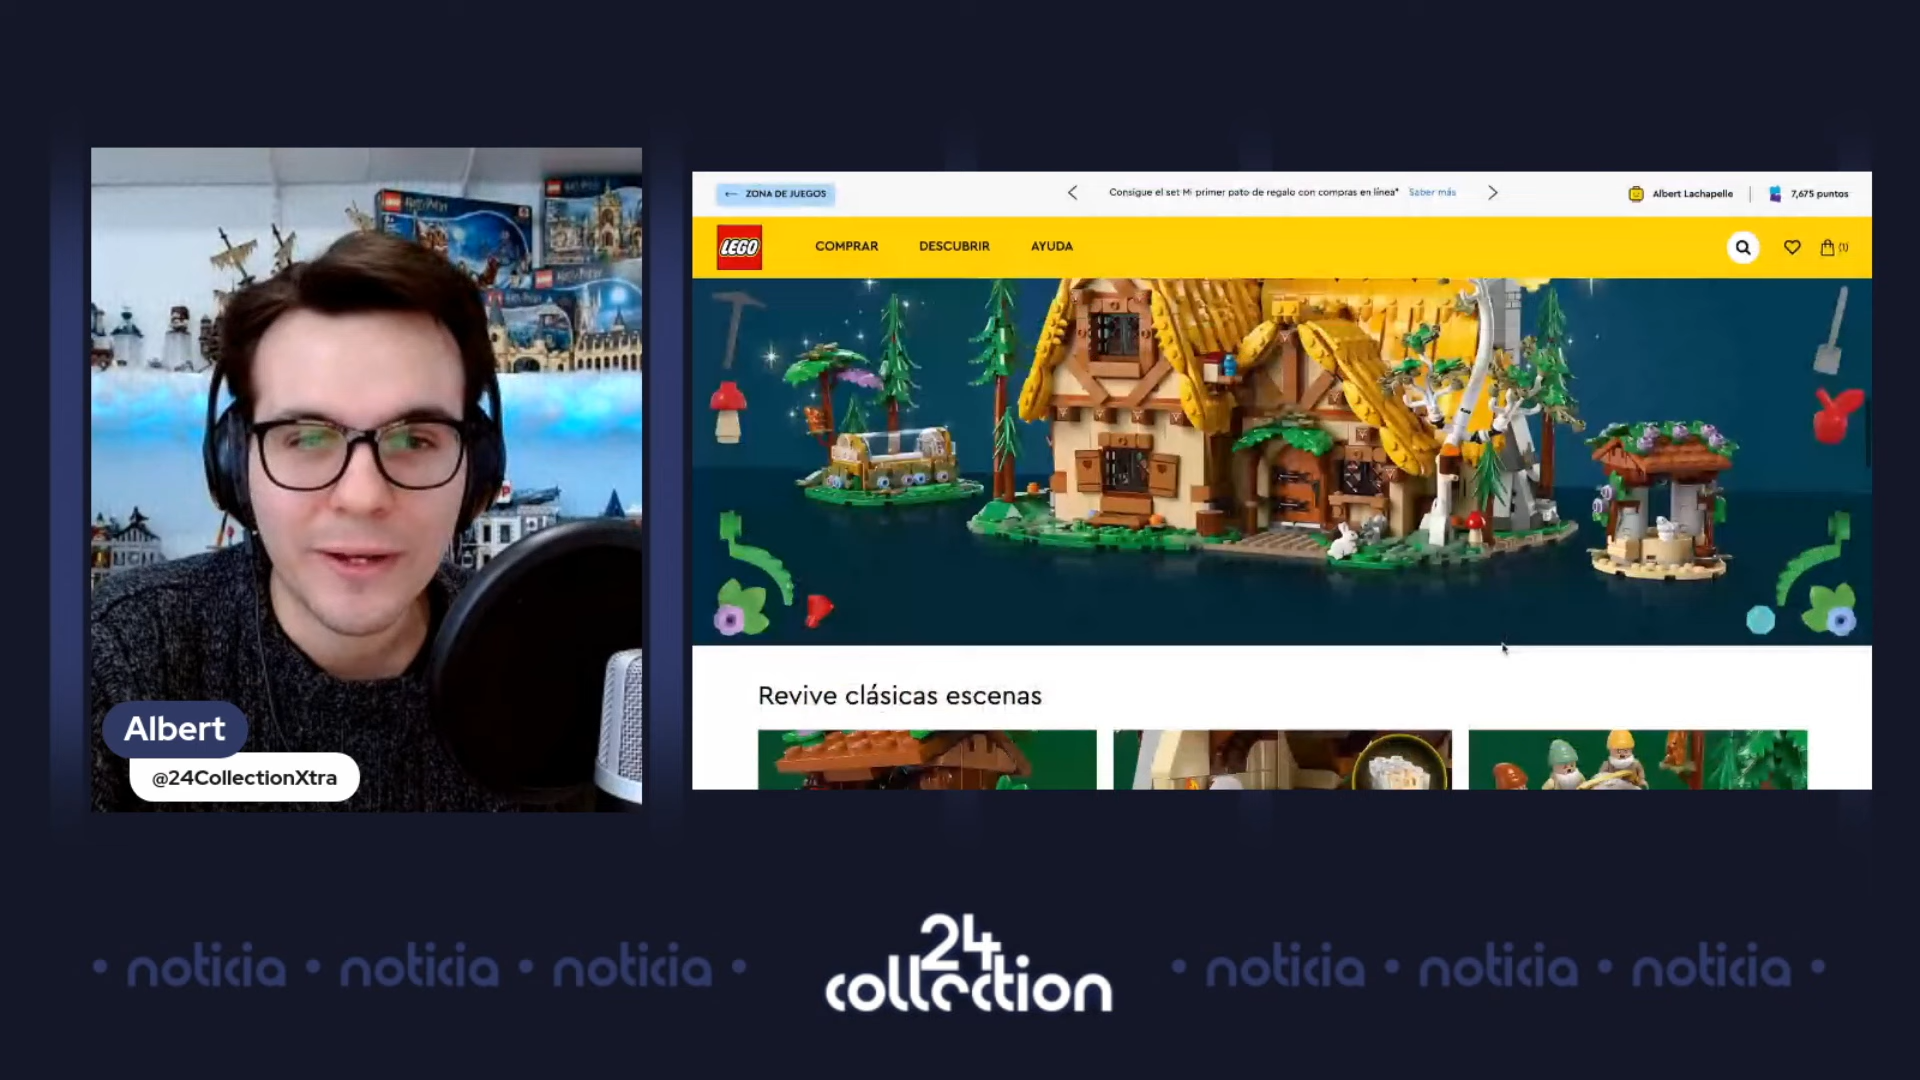 ZONA DE JUEGOS
Consigue el set Mi primer pato de regalo con compras en línea* Saber más
Albert Lachapelle
7,675 puntos
LEGO
COMPRAR
DESCUBRIR
AYUDA
(1)
Revive clásicas escenas
Albert
@24CollectionXtra
• noticia • noticia • noticia •
24
collection
• noticia • noticia • noticia •